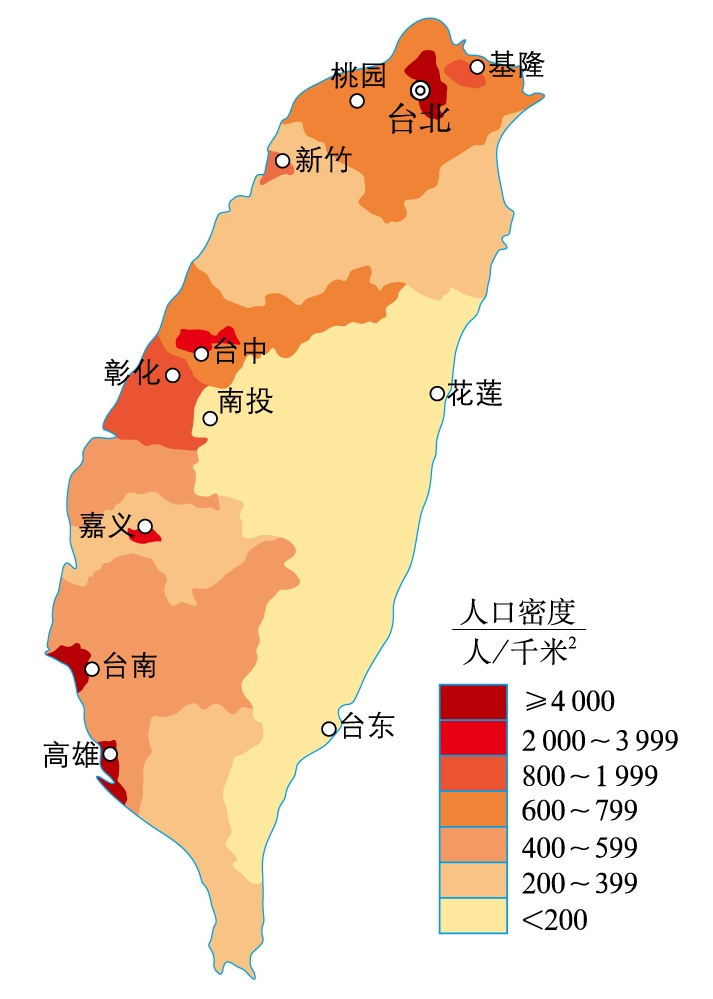 基隆
桃园
台北
新竹
台中
彰化
南投
花莲
嘉义
台南
台东
高雄
人口密度
人/千米²
≥4 000
2 000～3 999
800～1 999
600～799
400～599
200～399
<200